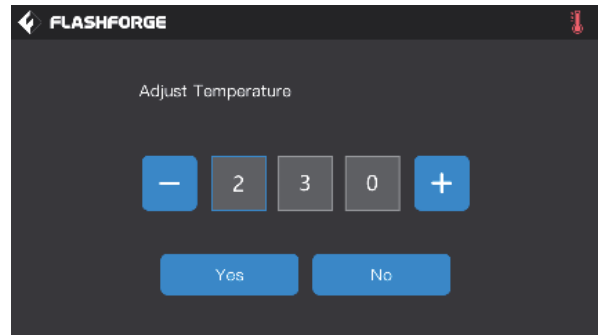 FLASHFORGE
Adjust Temperature
− 2 3 0 +
Yes No